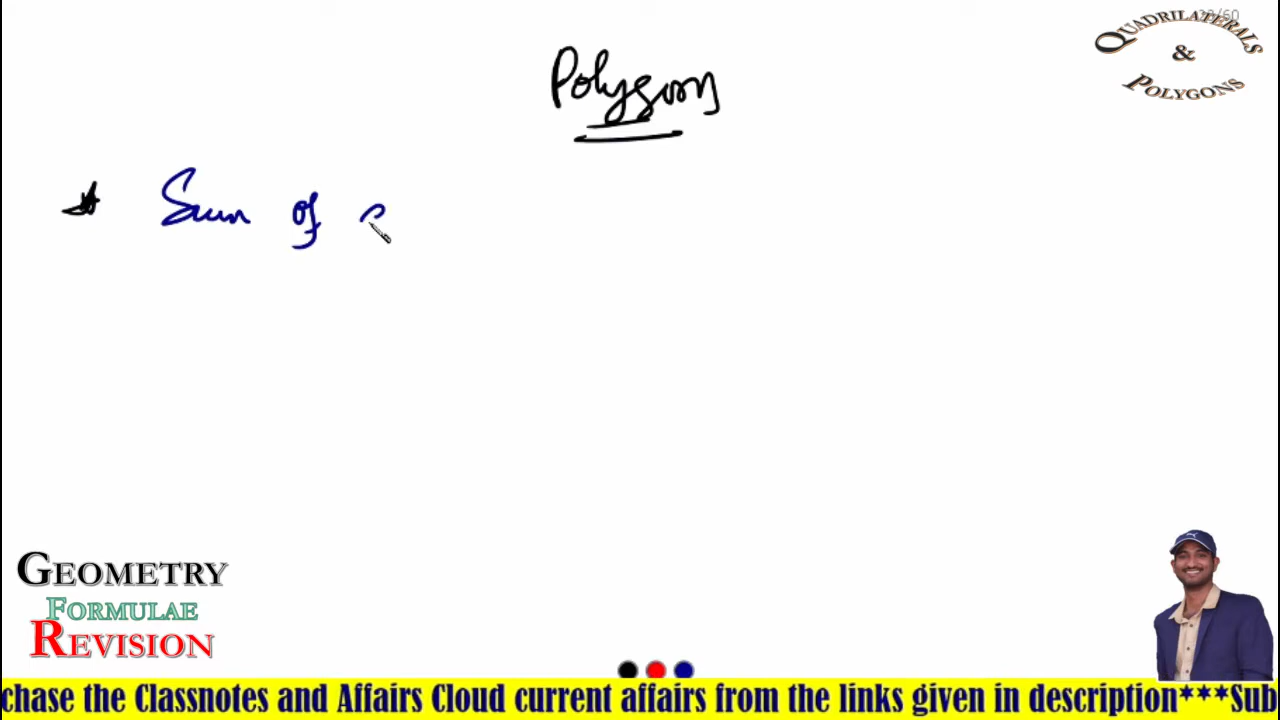 QUADRILATERALS
&
POLYGONS
Polygons
Sum of
GEOMETRY
FORMULAE
REVISION
chase the Classnotes and Affairs Cloud current affairs from the links given in description***Sub